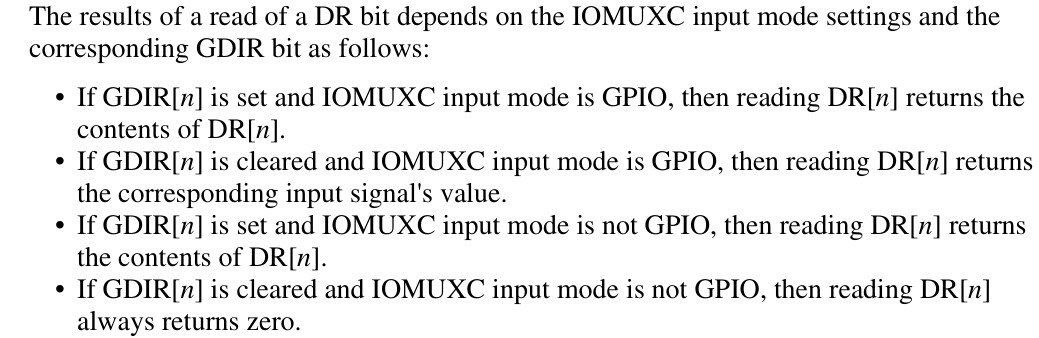 The results of a read of a DR bit depends on the IOMUXC input mode settings and the
corresponding GDIR bit as follows:
• If GDIR[n] is set and IOMUXC input mode is GPIO, then reading DR[n] returns the
contents of DR[n].
• If GDIR[n] is cleared and IOMUXC input mode is GPIO, then reading DR[n] returns
the corresponding input signal's value.
• If GDIR[n] is set and IOMUXC input mode is not GPIO, then reading DR[n] returns
the contents of DR[n].
• If GDIR[n] is cleared and IOMUXC input mode is not GPIO, then reading DR[n]
always returns zero.